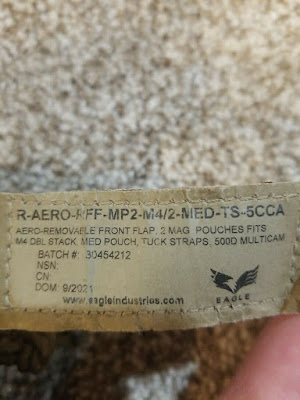 R-AERO-RFF-MP2-M4/2-MED-TS-5CCA
AERO-REMOVABLE FRONT FLAP, 2 MAG POUCHES FITS
M4 DBL STACK, MED POUCH, TUCK STRAPS, 500D MULTICAM
BATCH #: 30454212
NSN:
CN:
DOM: 9/2021
www.eagleindustries.com
EAGLE